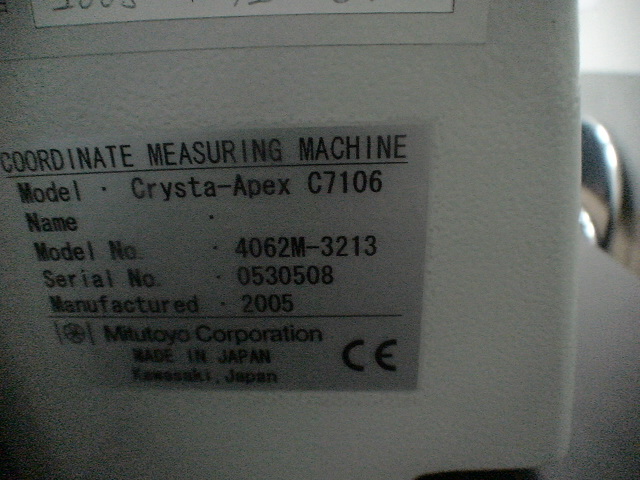 COORDINATE MEASURING MACHINE
Model · Crysta-Apex C7106
Name ·
Model No. · 4062M-3213
Serial No. · 0530508
Manufactured · 2005
Mitutoyo Corporation
MADE IN JAPAN CE
Kawasaki, Japan